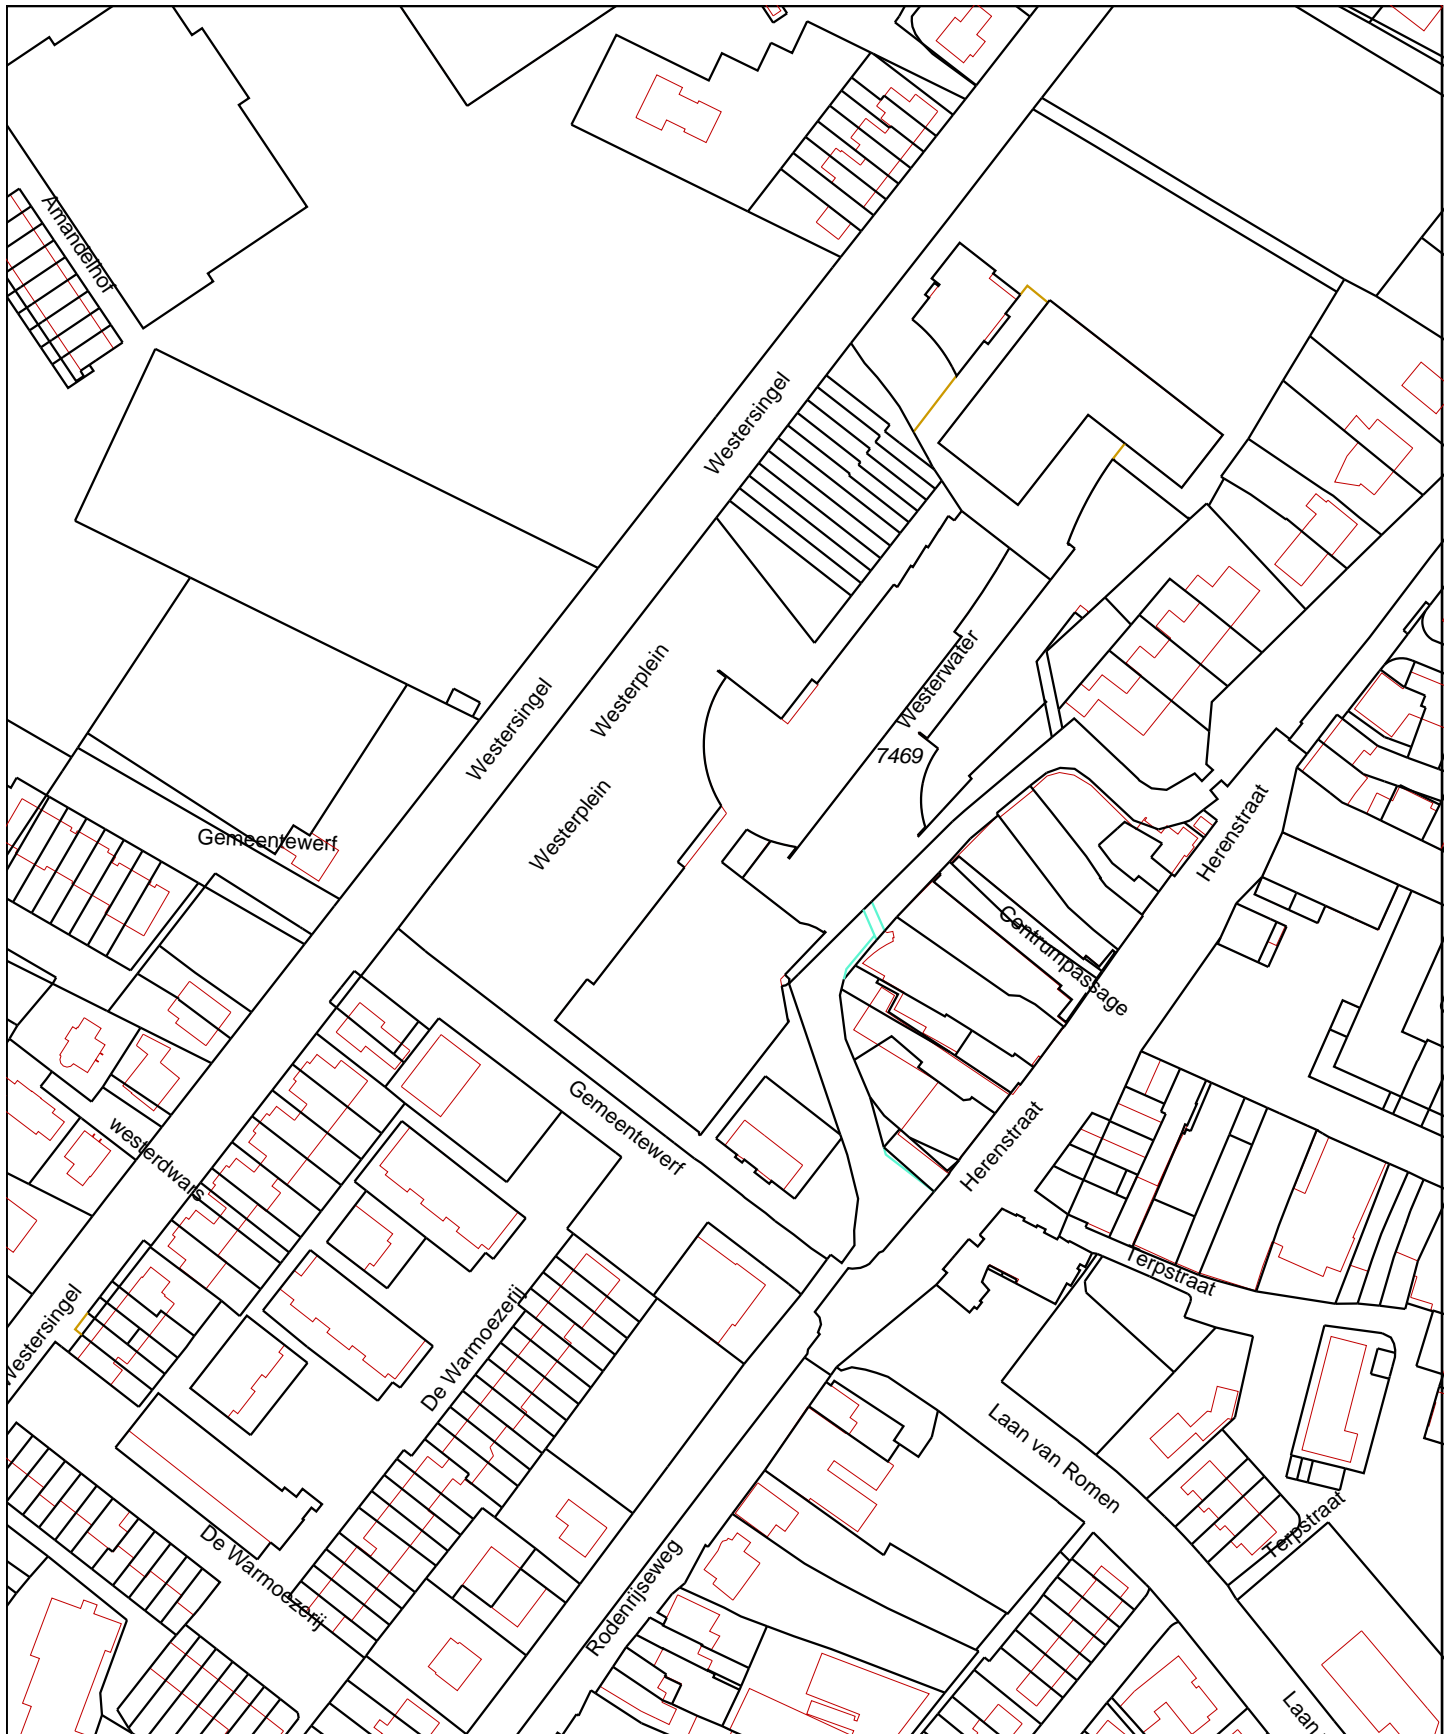 Amandelhof
Westersingel
Westerplein
Westersingel
Westerwater
7469
Westerplein
Gemeentewerf
Herenstraat
Centrumpassage
Gemeentewerf
Herenstraat
westerdwars
Terpstraat
Westersingel
De Warmoezerij
Laan van Romen
Terpstraat
De Warmoezerij
Rodenrijseweg
Laan